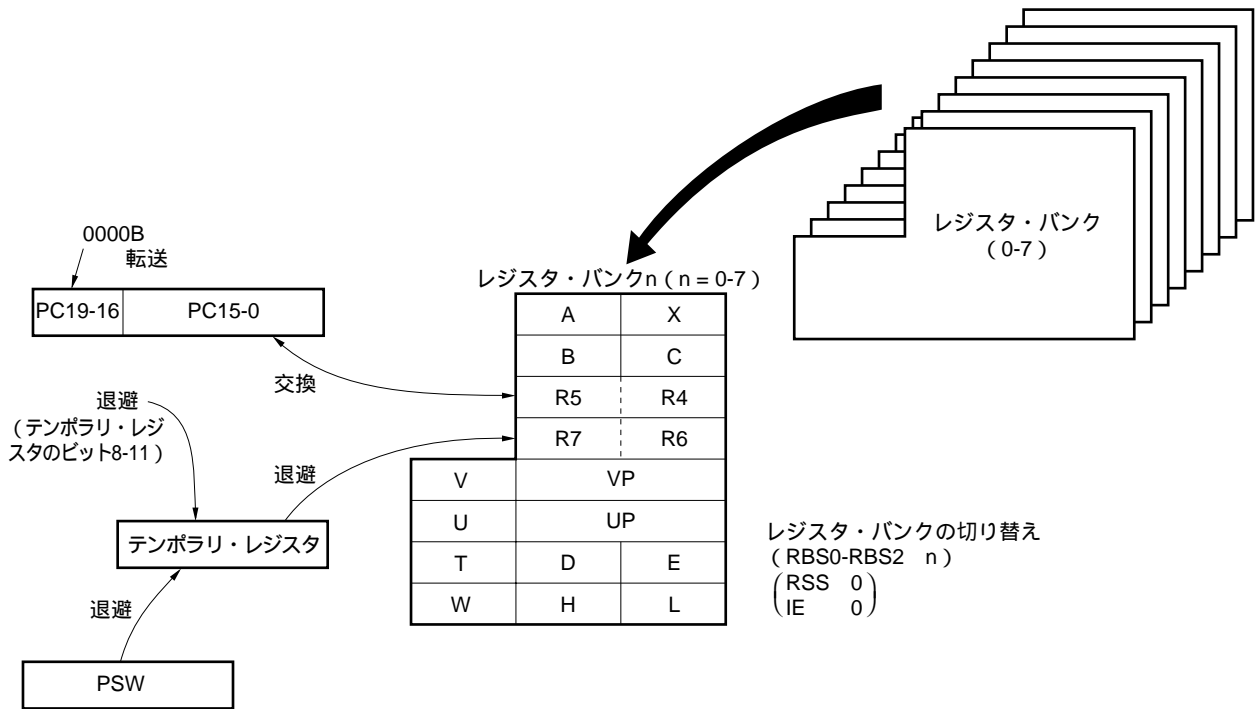 レジスタ・バンク
(0-7)
0000B
転送
PC19-16 PC15-0
レジスタ・バンクn(n=0-7)
A X
B C
R5 R4
R7 R6
V VP
U UP
T D E
W H L
交換
退避
(テンポラリ・レジ
スタのビット8-11)
退避
テンポラリ・レジスタ
退避
PSW
レジスタ・バンクの切り替え
(RBS0-RBS2 n)
(RSS 0
IE 0)